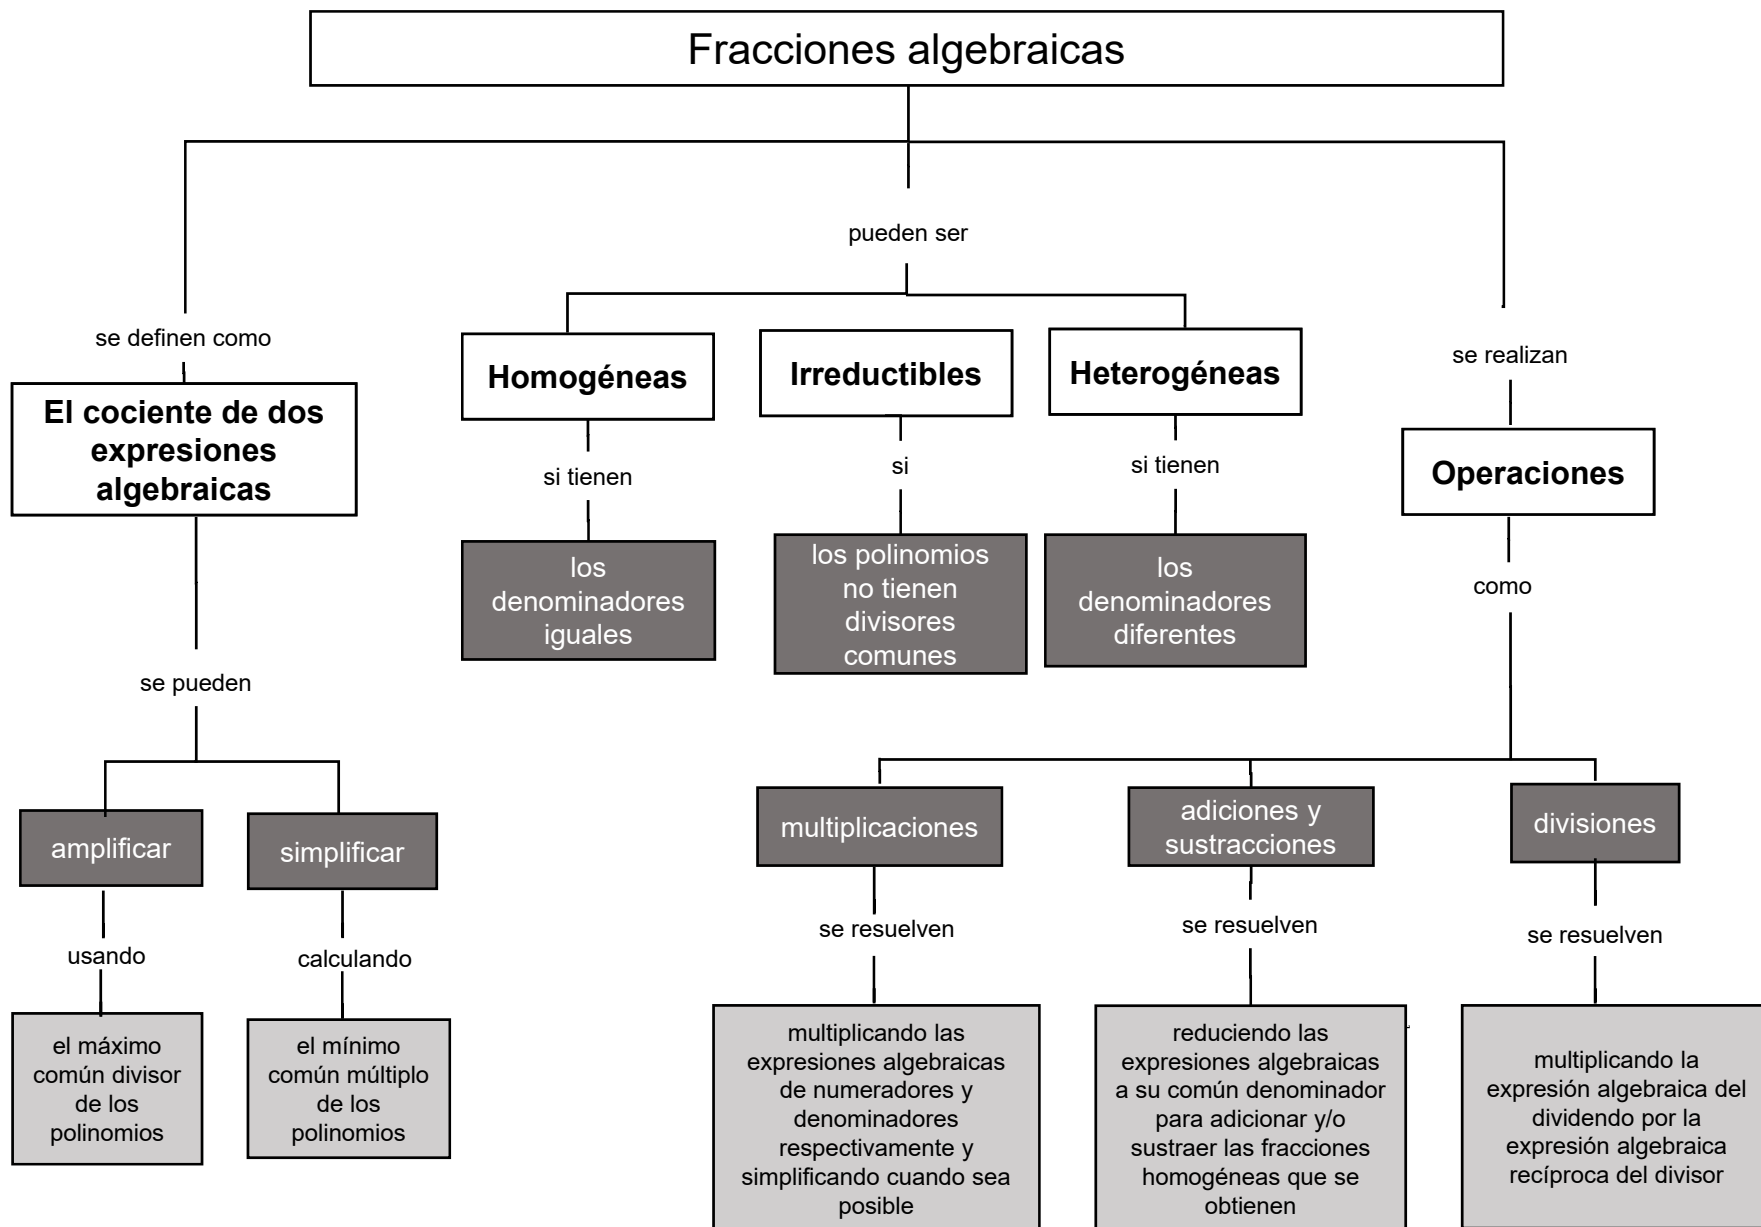 Fracciones algebraicas
se definen como
El cociente de dos
expresiones
algebraicas
se pueden
amplificar
usando
el máximo
común divisor
de los
polinomios
simplificar
calculando
el mínimo
común múltiplo
de los
polinomios
pueden ser
Homogéneas
si tienen
los
denominadores
iguales
Irreductibles
si
los polinomios
no tienen
divisores
comunes
Heterogéneas
si tienen
los
denominadores
diferentes
se realizan
Operaciones
como
multiplicaciones
se resuelven
multiplicando las
expresiones algebraicas
de numeradores y
denominadores
respectivamente y
simplificando cuando sea
posible
adiciones y
sustracciones
se resuelven
reduciendo las
expresiones algebraicas
a su común denominador
para adicionar y/o
sustraer las fracciones
homogéneas que se
obtienen
divisiones
se resuelven
multiplicando la
expresión algebraica del
dividendo por la
expresión algebraica
recíproca del divisor